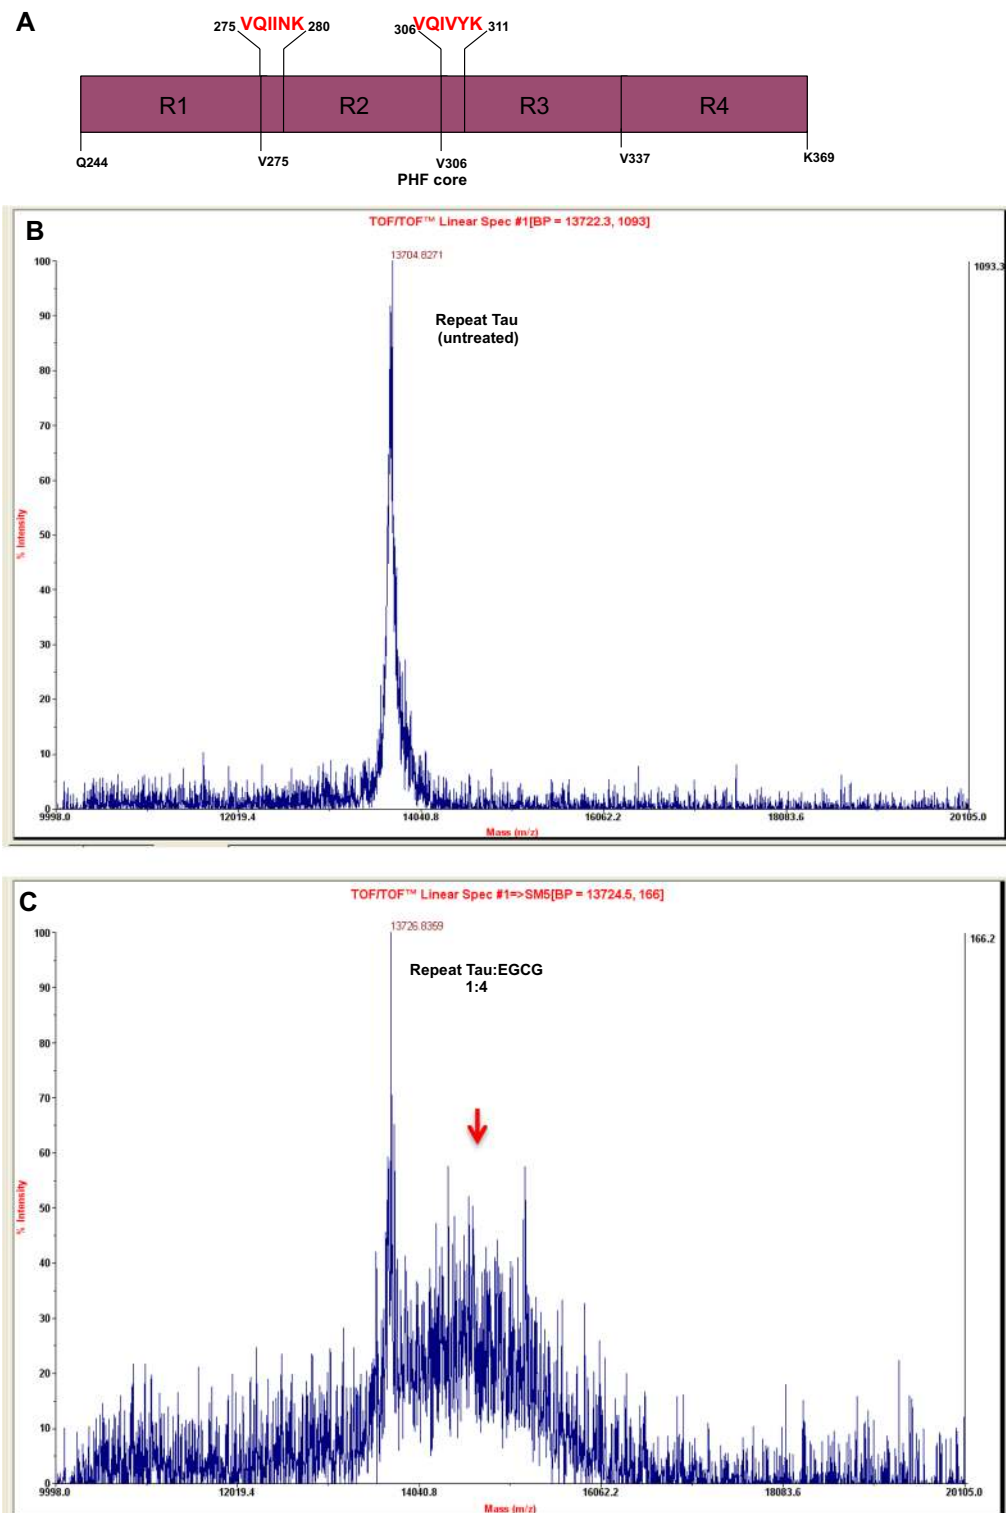 A
275 VQIINK 280
306 VQIVYK 311
R1 R2 R3 R4
Q244 V275 V306 V337 K369
PHF core
B
TOF/TOF™ Linear Spec #1[BP = 13722.3, 1093]
13704.8271
100
1093.3
90
Repeat Tau
(untreated)
80
70
60
50
% Intensity
40
30
20
10
0
9998.0 12019.4 14040.8 16062.2 18083.6 20105.0
Mass (m/z)
C
TOF/TOF™ Linear Spec #1=>SM5[BP = 13724.5, 166]
13726.8359
100
166.2
Repeat Tau:EGCG
1:4
90
80
70
60
50
% Intensity
40
30
20
10
0
9998.0 12019.4 14040.8 16062.2 18083.6 20105.0
Mass (m/z)